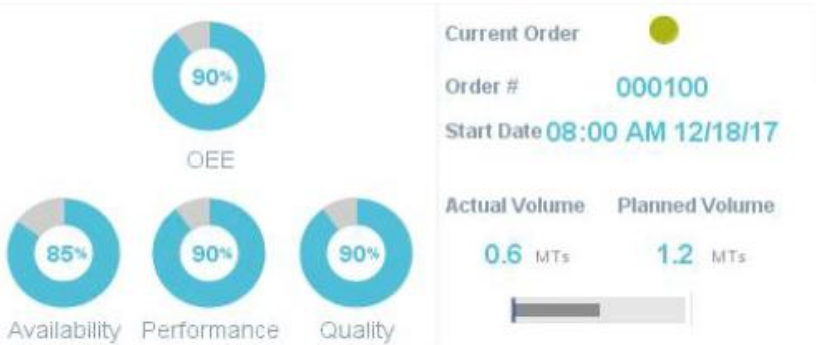 90%
OEE
85%
90%
90%
Availability
Performance
Quality
Current Order
Order # 000100
Start Date 08:00 AM 12/18/17
Actual Volume Planned Volume
0.6 MTs 1.2 MTs